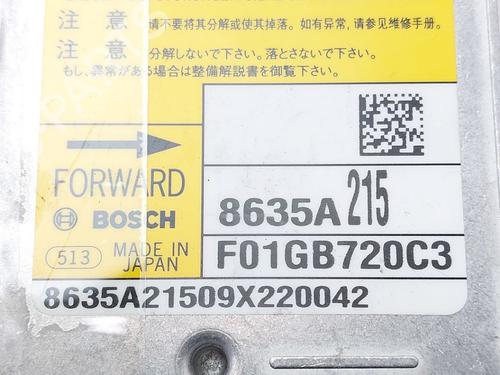 注意 请不要将其分解或使其掉落。如有异常,请参见维修手册。
注意 分解しないで下さい。落とさないで下さい。
もし、異常がある場合は整備解説書を御覧下さい。
FORWARD
BOSCH
8635A215
513 MADE IN JAPAN
F01GB720C3
8635A21509X220042